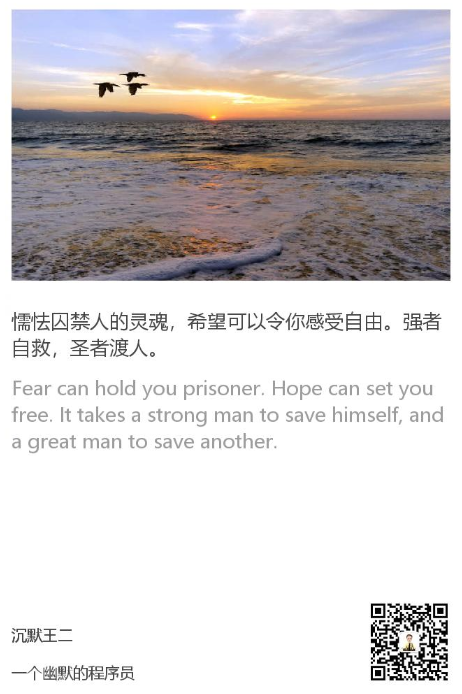 懦怯囚禁人的灵魂，希望可以令你感受自由。强者
自救，圣者渡人。
Fear can hold you prisoner. Hope can set you
free. It takes a strong man to save himself, and
a great man to save another.
沉默王二
一个幽默的程序员